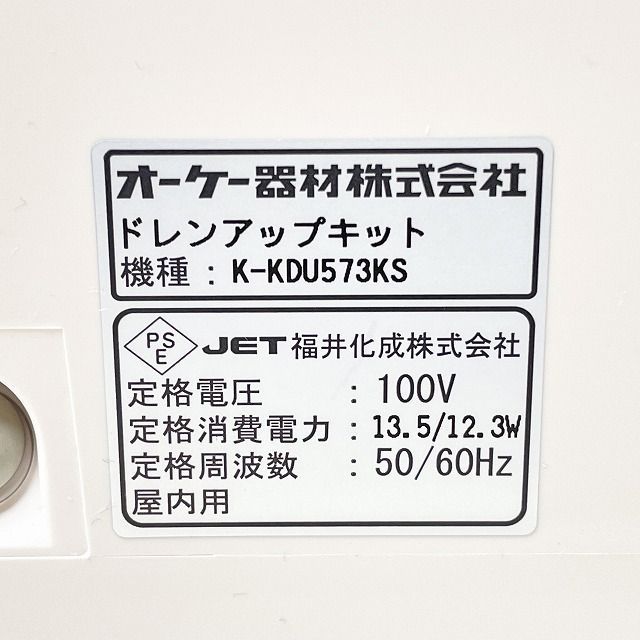 オーケー器材株式会社
ドレンアップキット
機種 : K-KDU573KS
PS
E
JET 福井化成株式会社
定格電圧 : 100V
定格消費電力 : 13.5/12.3W
定格周波数 : 50/60Hz
屋内用